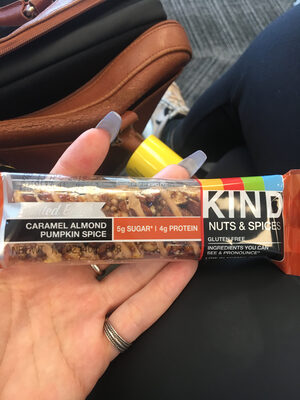 CARAMEL ALMOND
PUMPKIN SPICE
5g SUGAR* | 4g PROTEIN
KIND
NUTS & SPICES
GLUTEN FREE
INGREDIENTS YOU CAN
SEE & PRONOUNCE®